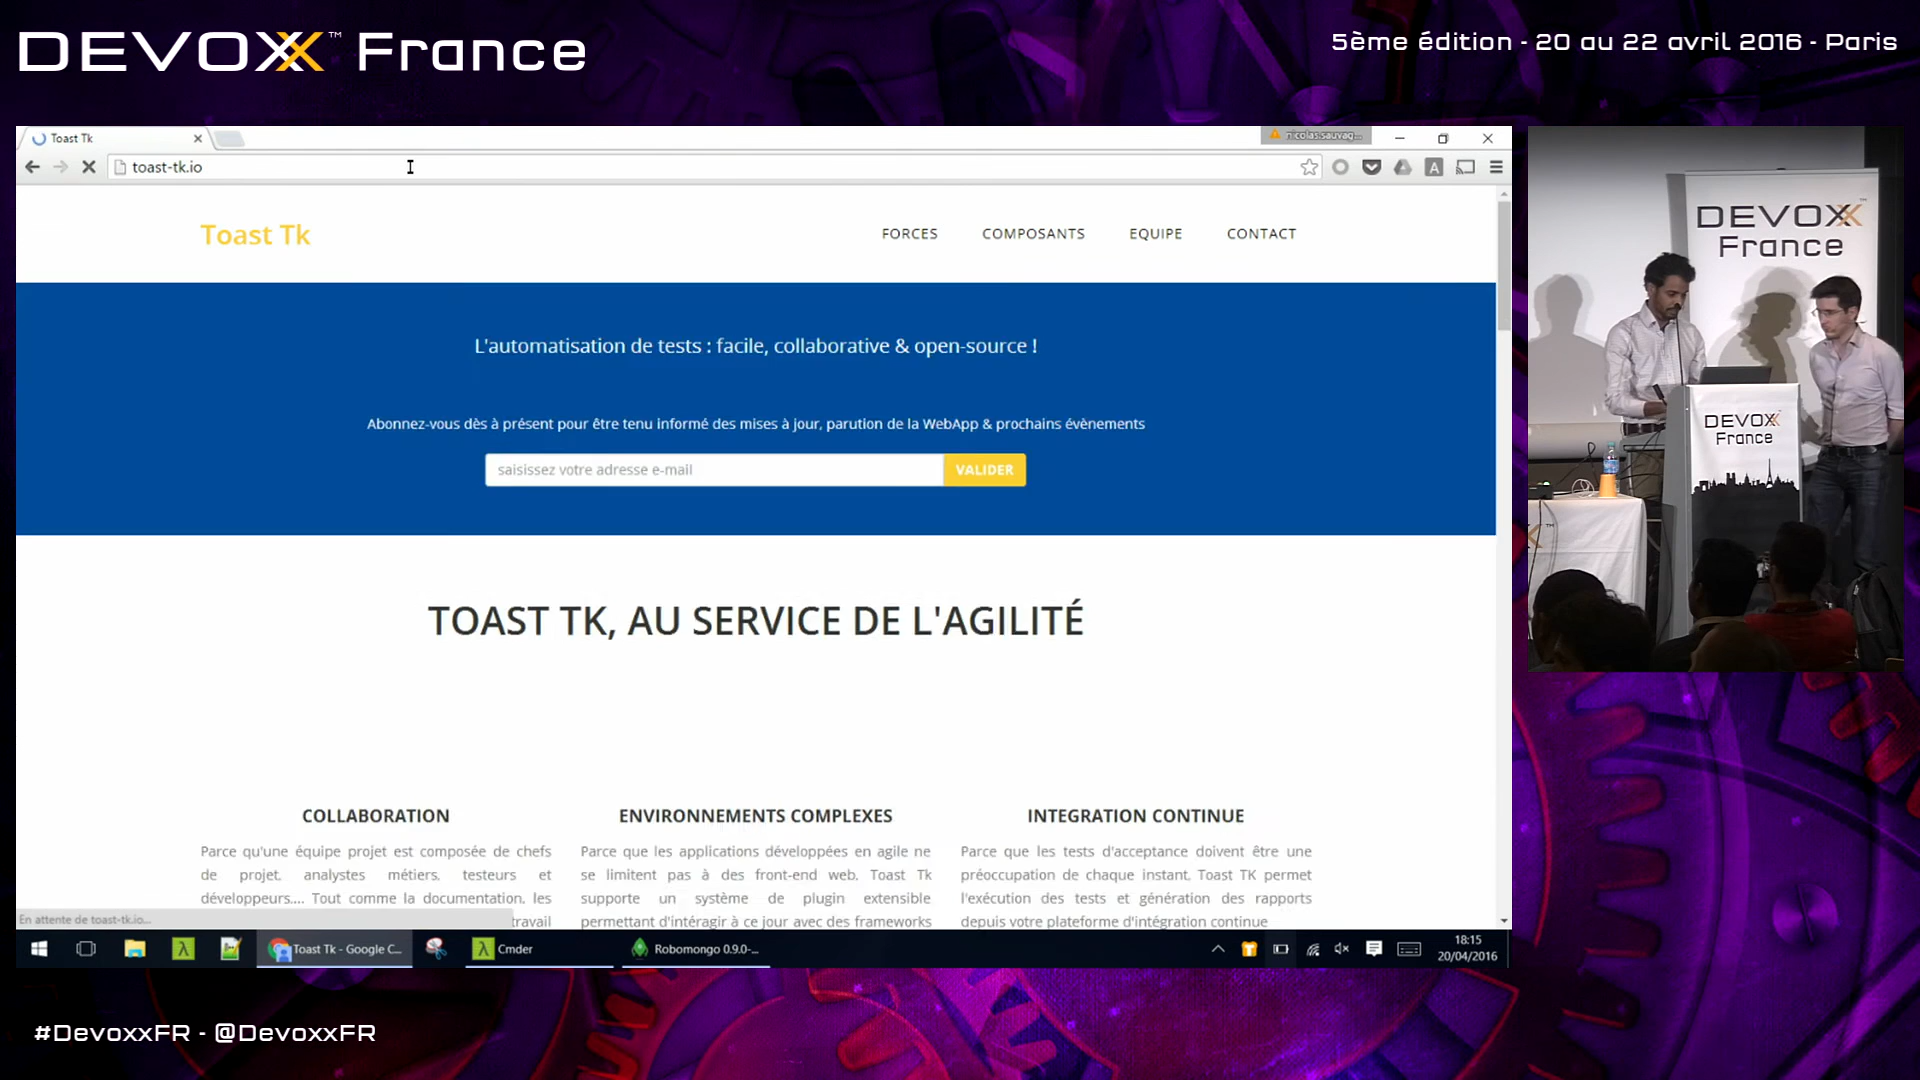 DEVOXX™ France
5ème édition - 20 au 22 avril 2016 - Paris
Toast Tk
nicolas.sauvag...
toast-tk.io
A
Toast Tk
FORCES COMPOSANTS EQUIPE CONTACT
L'automatisation de tests : facile, collaborative & open-source !
Abonnez-vous dès à présent pour être tenu informé des mises à jour, parution de la WebApp & prochains évènements
saisissez votre adresse e-mail VALIDER
TOAST TK, AU SERVICE DE L'AGILITÉ
COLLABORATION
Parce qu'une équipe projet est composée de chefs
de projet, analystes métiers, testeurs et
développeurs.... Tout comme la documentation, les
travail
ENVIRONNEMENTS COMPLEXES
Parce que les applications développées en agile ne
se limitent pas à des front-end web. Toast Tk
supporte un système de plugin extensible
permettant d'intéragir à ce jour avec des frameworks
INTEGRATION CONTINUE
Parce que les tests d'acceptance doivent être une
préoccupation de chaque instant, Toast TK permet
l'exécution des tests et génération des rapports
depuis votre plateforme d'intégration continue
En attente de toast-tk.io...
Toast Tk - Google C...
Cmder
Robomongo 0.9.0-...
18:15
20/04/2016
DEVOXX™
France
DEVOXX
France
#DevoxxFR - @DevoxxFR